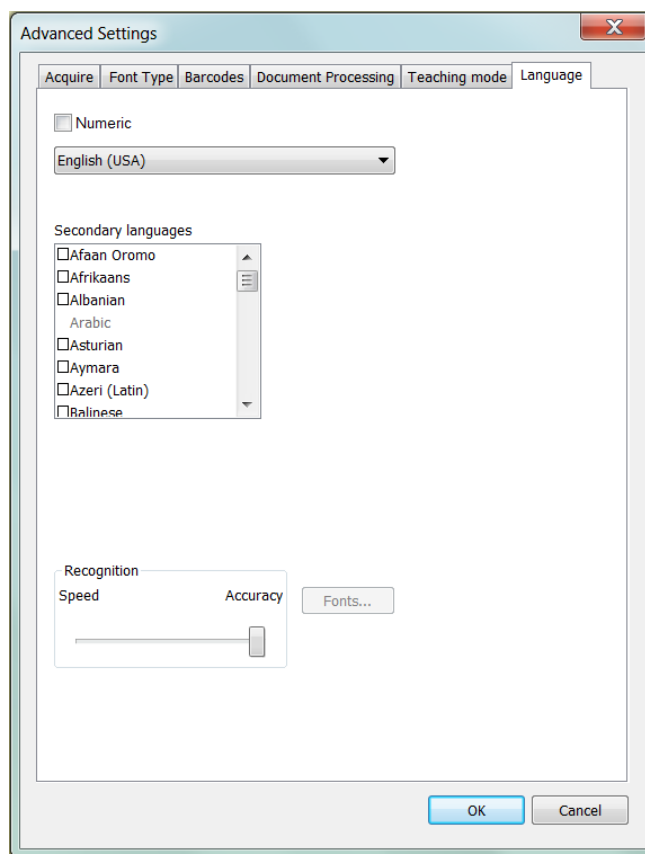 Advanced Settings
Acquire Font Type Barcodes Document Processing Teaching mode Language
Numeric
English (USA)
Secondary languages
Afaan Oromo
Afrikaans
Albanian
Arabic
Asturian
Aymara
Azeri (Latin)
Balinese
Recognition
Speed Accuracy
Fonts...
OK Cancel